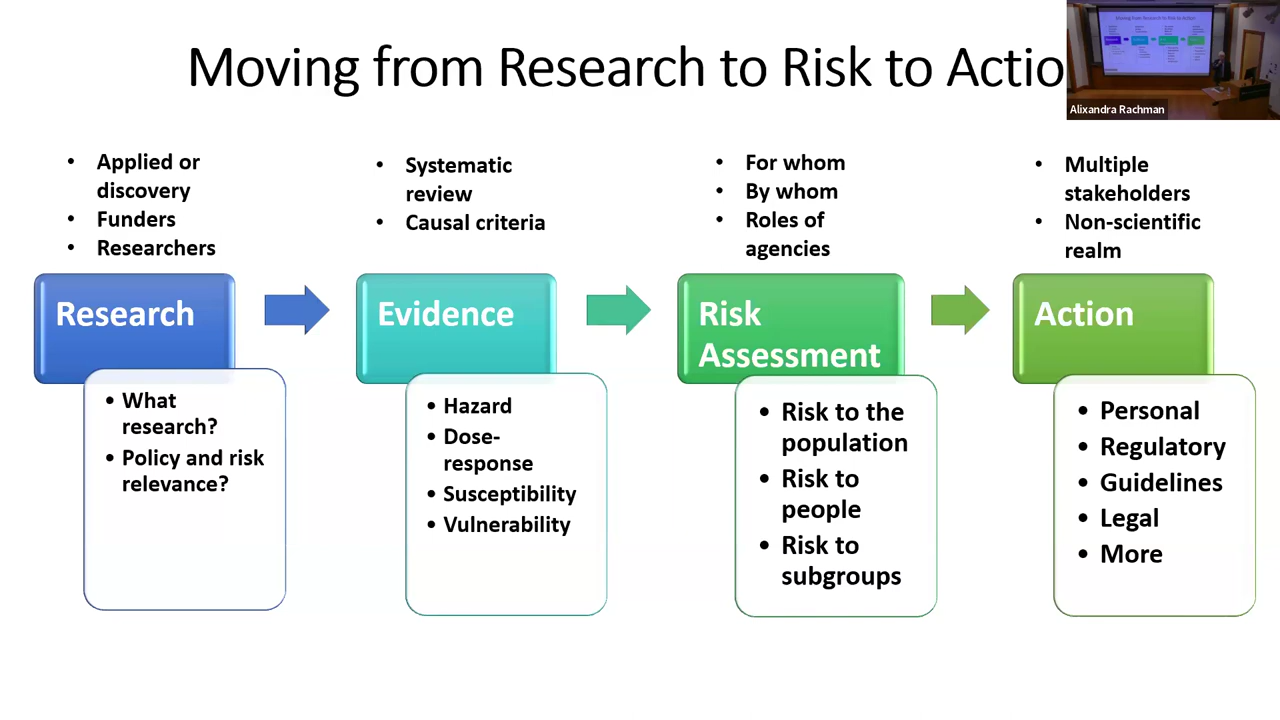 Moving from Research to Risk to Actio
Alixandra Rachman
• Applied or
discovery
• Funders
• Researchers
• Systematic
review
• Causal criteria
• For whom
• By whom
• Roles of
agencies
• Multiple
stakeholders
• Non-scientific
realm
Research
Evidence
Risk
Assessment
Action
• What
research?
• Policy and risk
relevance?
• Hazard
• Dose-
response
• Susceptibility
• Vulnerability
• Risk to the
population
• Risk to
people
• Risk to
subgroups
• Personal
• Regulatory
• Guidelines
• Legal
• More